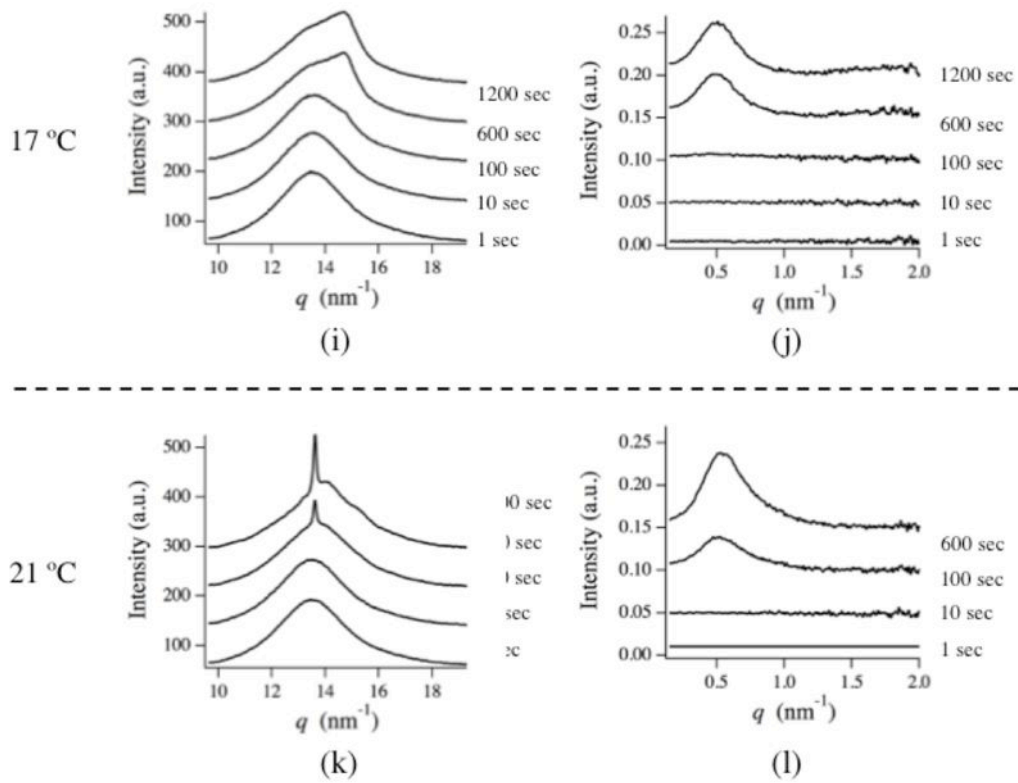 17 °C
Intensity (a.u.)
500
400
300
200
100
1200 sec
600 sec
100 sec
10 sec
1 sec
10 12 14 16 18
q (nm-1)
(i)
Intensity (a.u.)
0.25
0.20
0.15
0.10
0.05
0.00
1200 sec
600 sec
100 sec
10 sec
1 sec
0.5 1.0 1.5 2.0
q (nm-1)
(j)
21 °C
Intensity (a.u.)
500
400
300
200
100
0 sec
sec
sec
sec
10 12 14 16 18
q (nm-1)
(k)
Intensity (a.u.)
0.25
0.20
0.15
0.10
0.05
0.00
600 sec
100 sec
10 sec
1 sec
0.5 1.0 1.5 2.0
q (nm-1)
(l)